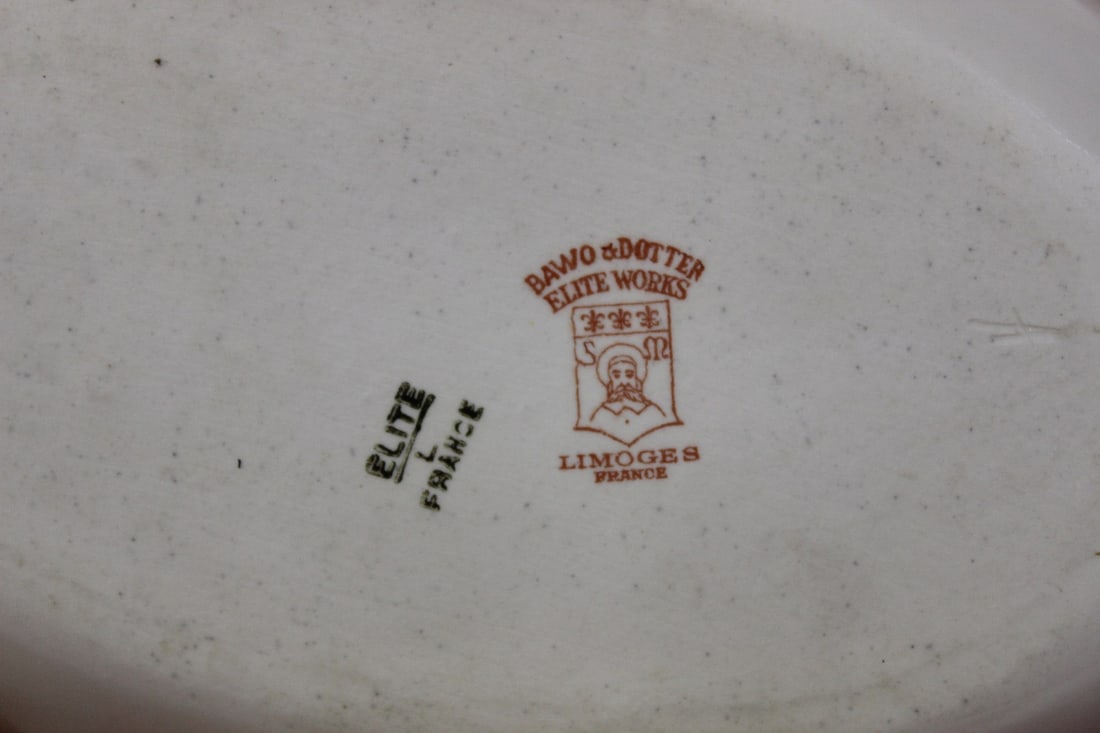 BAWO & DOTTER
ELITE WORKS
S M
LIMOGES
FRANCE
ELITE
L
FRANCE